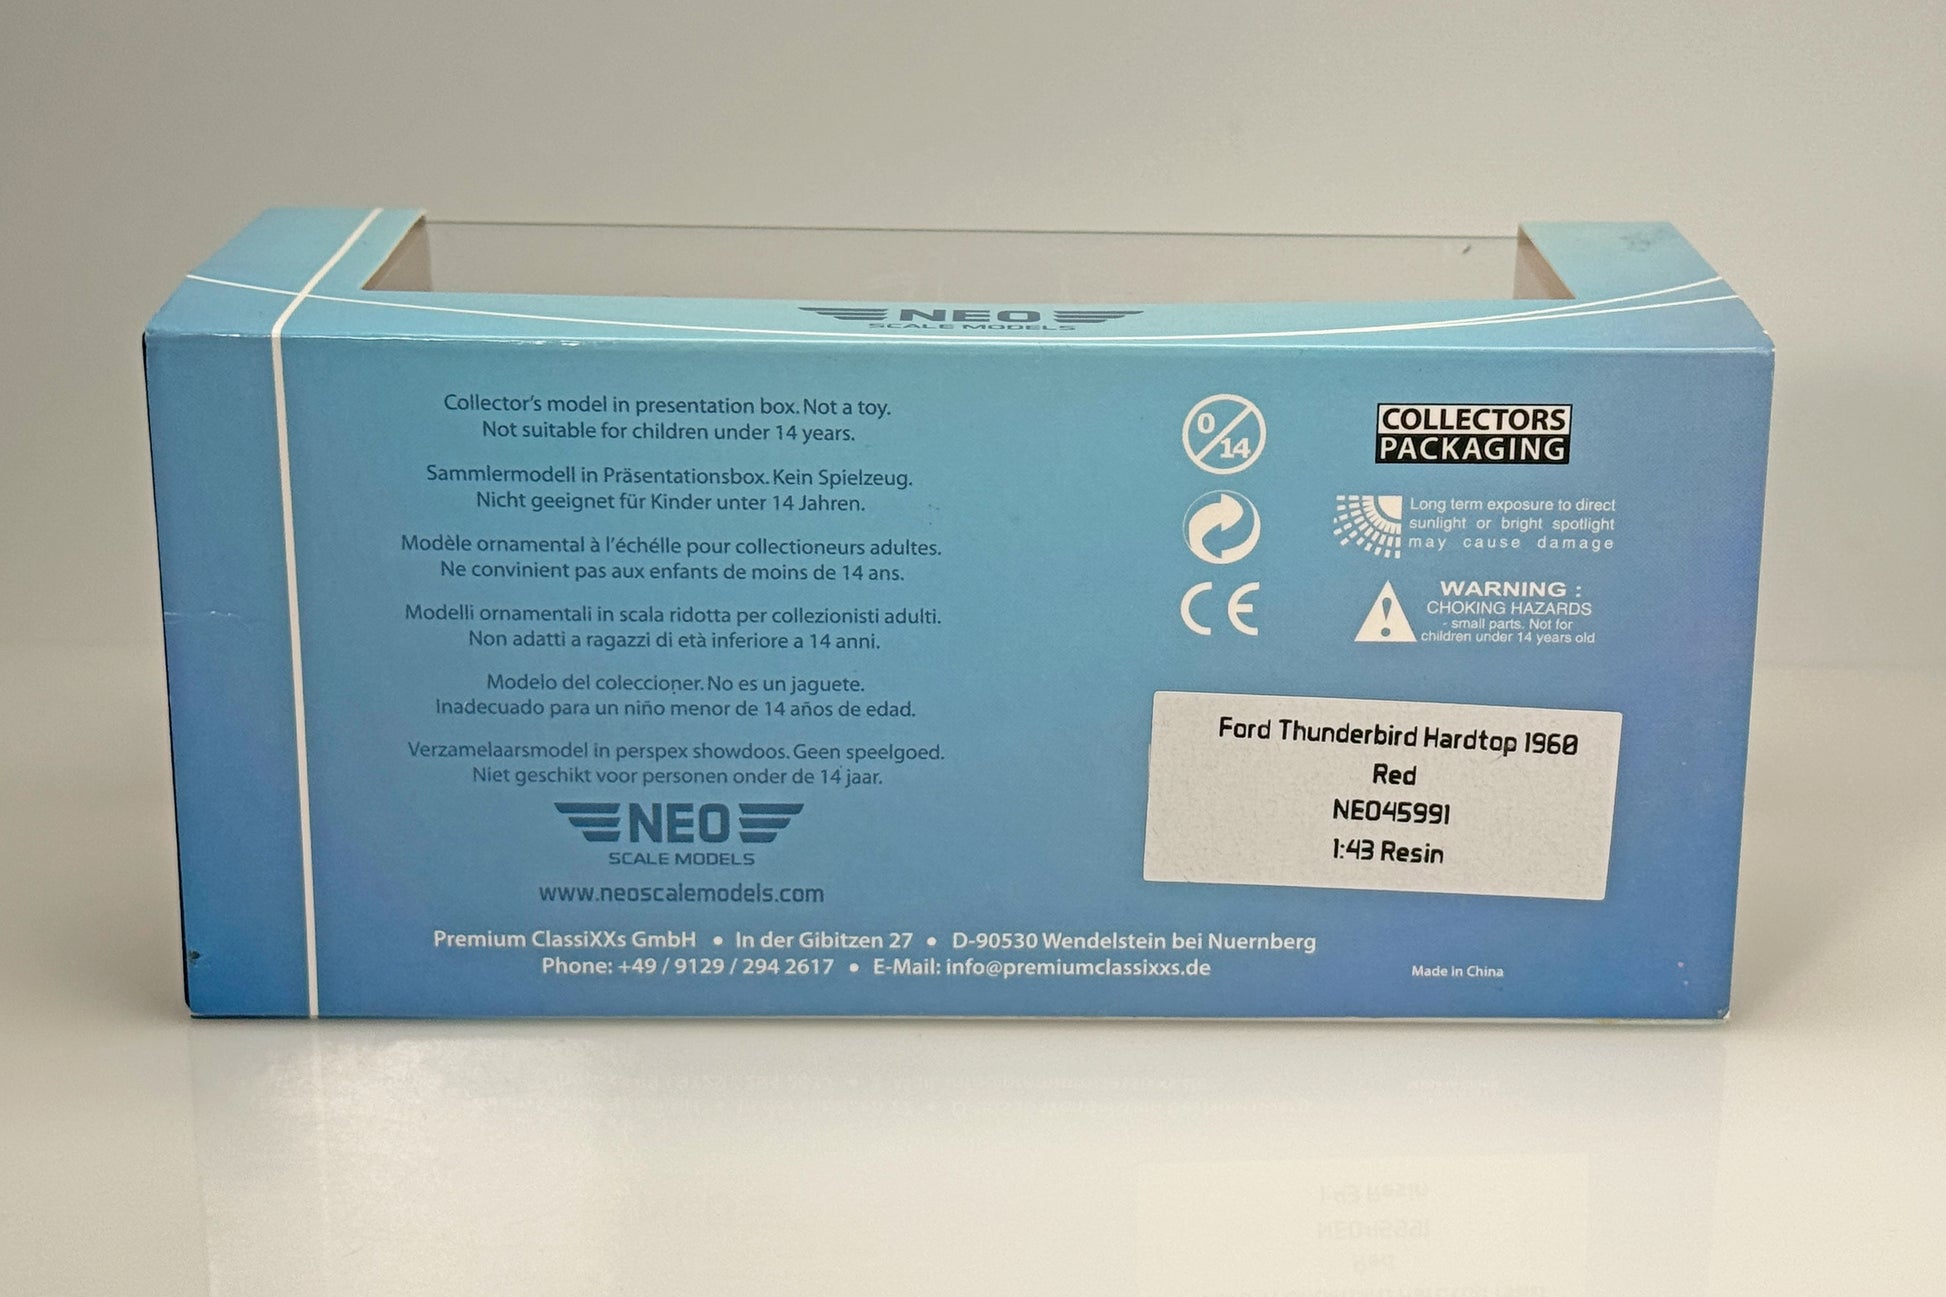 NEO
SCALE MODELS
Collector's model in presentation box. Not a toy.
Not suitable for children under 14 years.
Sammlermodell in Präsentationsbox. Kein Spielzeug.
Nicht geeignet für Kinder unter 14 Jahren.
Modèle ornamental à l'échélle pour collectioneurs adultes.
Ne convinient pas aux enfants de moins de 14 ans.
Modelli ornamentali in scala ridotta per collezionisti adulti.
Non adatti a ragazzi di età inferiore a 14 anni.
Modelo del coleccioner. No es un jaguete.
Inadecuado para un niño menor de 14 años de edad.
Verzamelaarsmodel in perspex showdoos. Geen speelgoed.
Niet geschikt voor personen onder de 14 jaar.
NEO
SCALE MODELS
www.neoscalemodels.com
Premium ClassiXXs GmbH • In der Gibitzen 27 • D-90530 Wendelstein bei Nuernberg
Phone: +49 / 9129 / 294 2617 • E-Mail: info@premiumclassixxs.de
0/14
CE
COLLECTORS
PACKAGING
Long term exposure to direct
sunlight or bright spotlight
may cause damage
WARNING :
CHOKING HAZARDS
- small parts. Not for
children under 14 years old
Ford Thunderbird Hardtop 1960
Red
NEO45991
1:43 Resin
Made in China